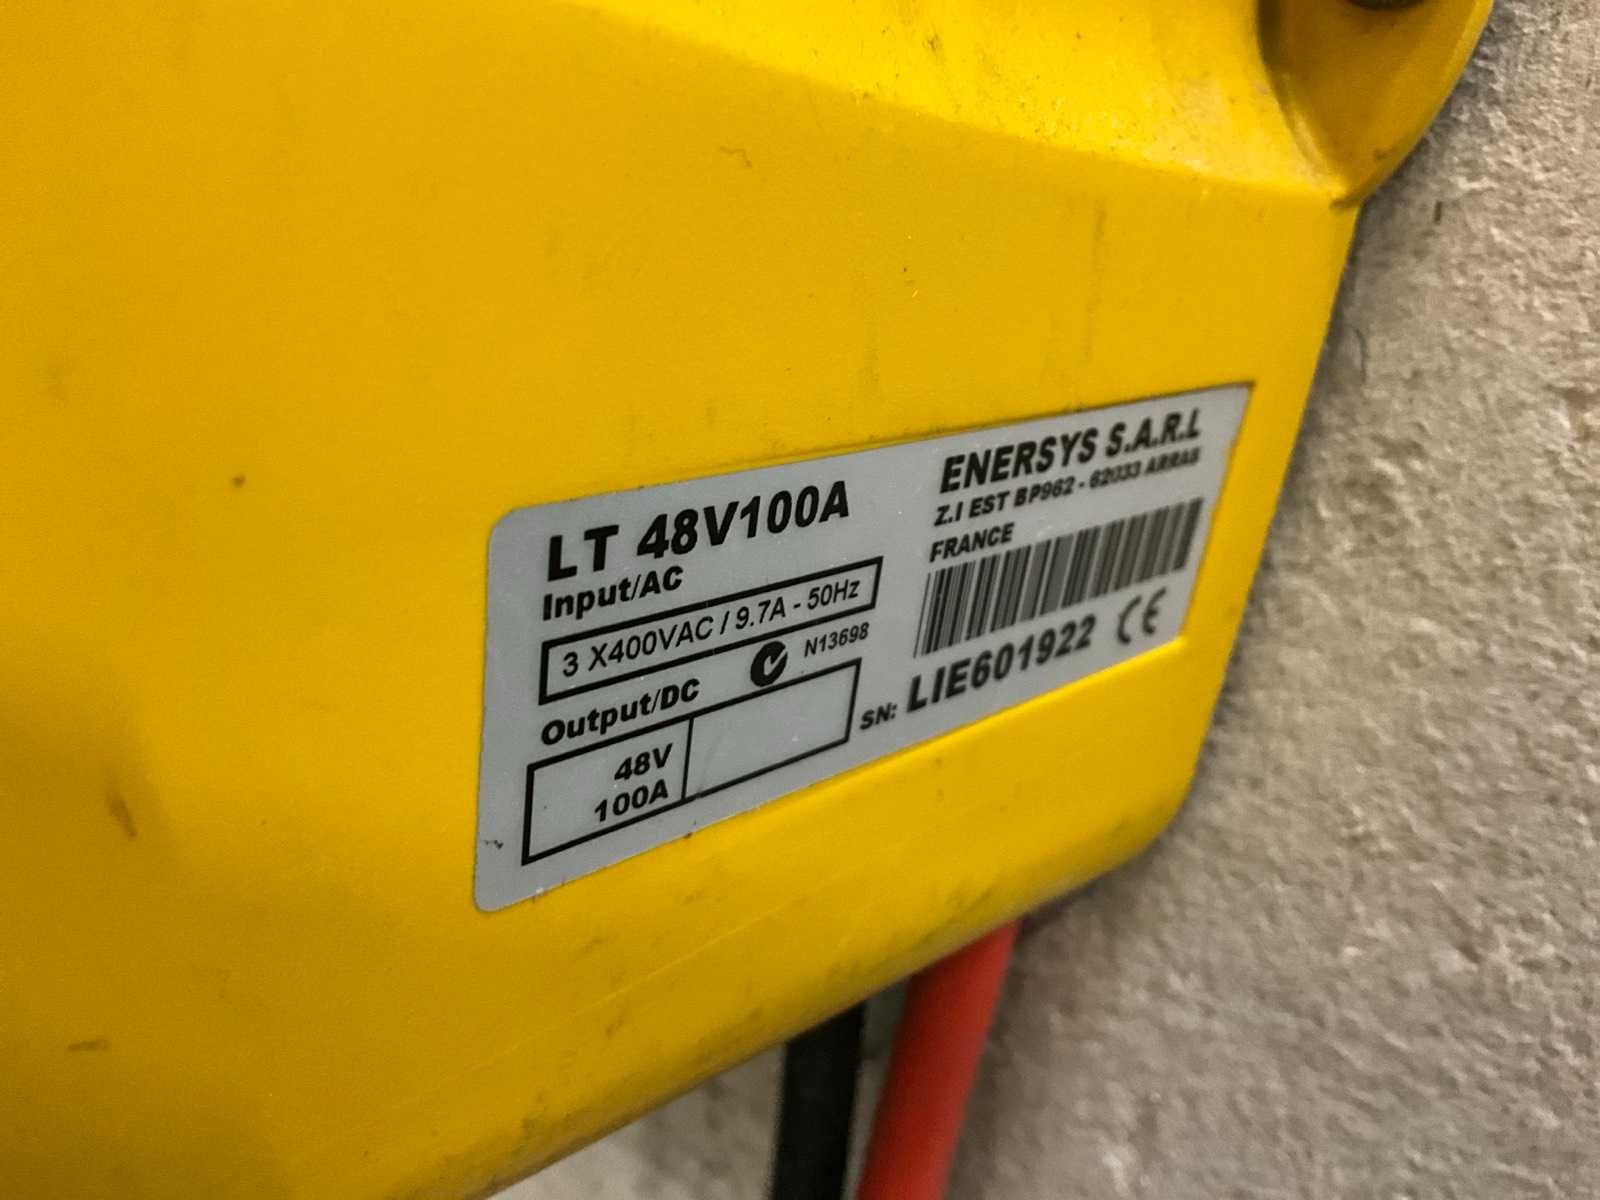 LT 48V100A
Input/AC
3 X400VAC / 9.7A - 50Hz
N13698
Output/DC
48V
100A
ENERSYS S.A.R.L
Z.I EST BP962 - 62033 ARRAS
FRANCE
SN: LIE601922 CE